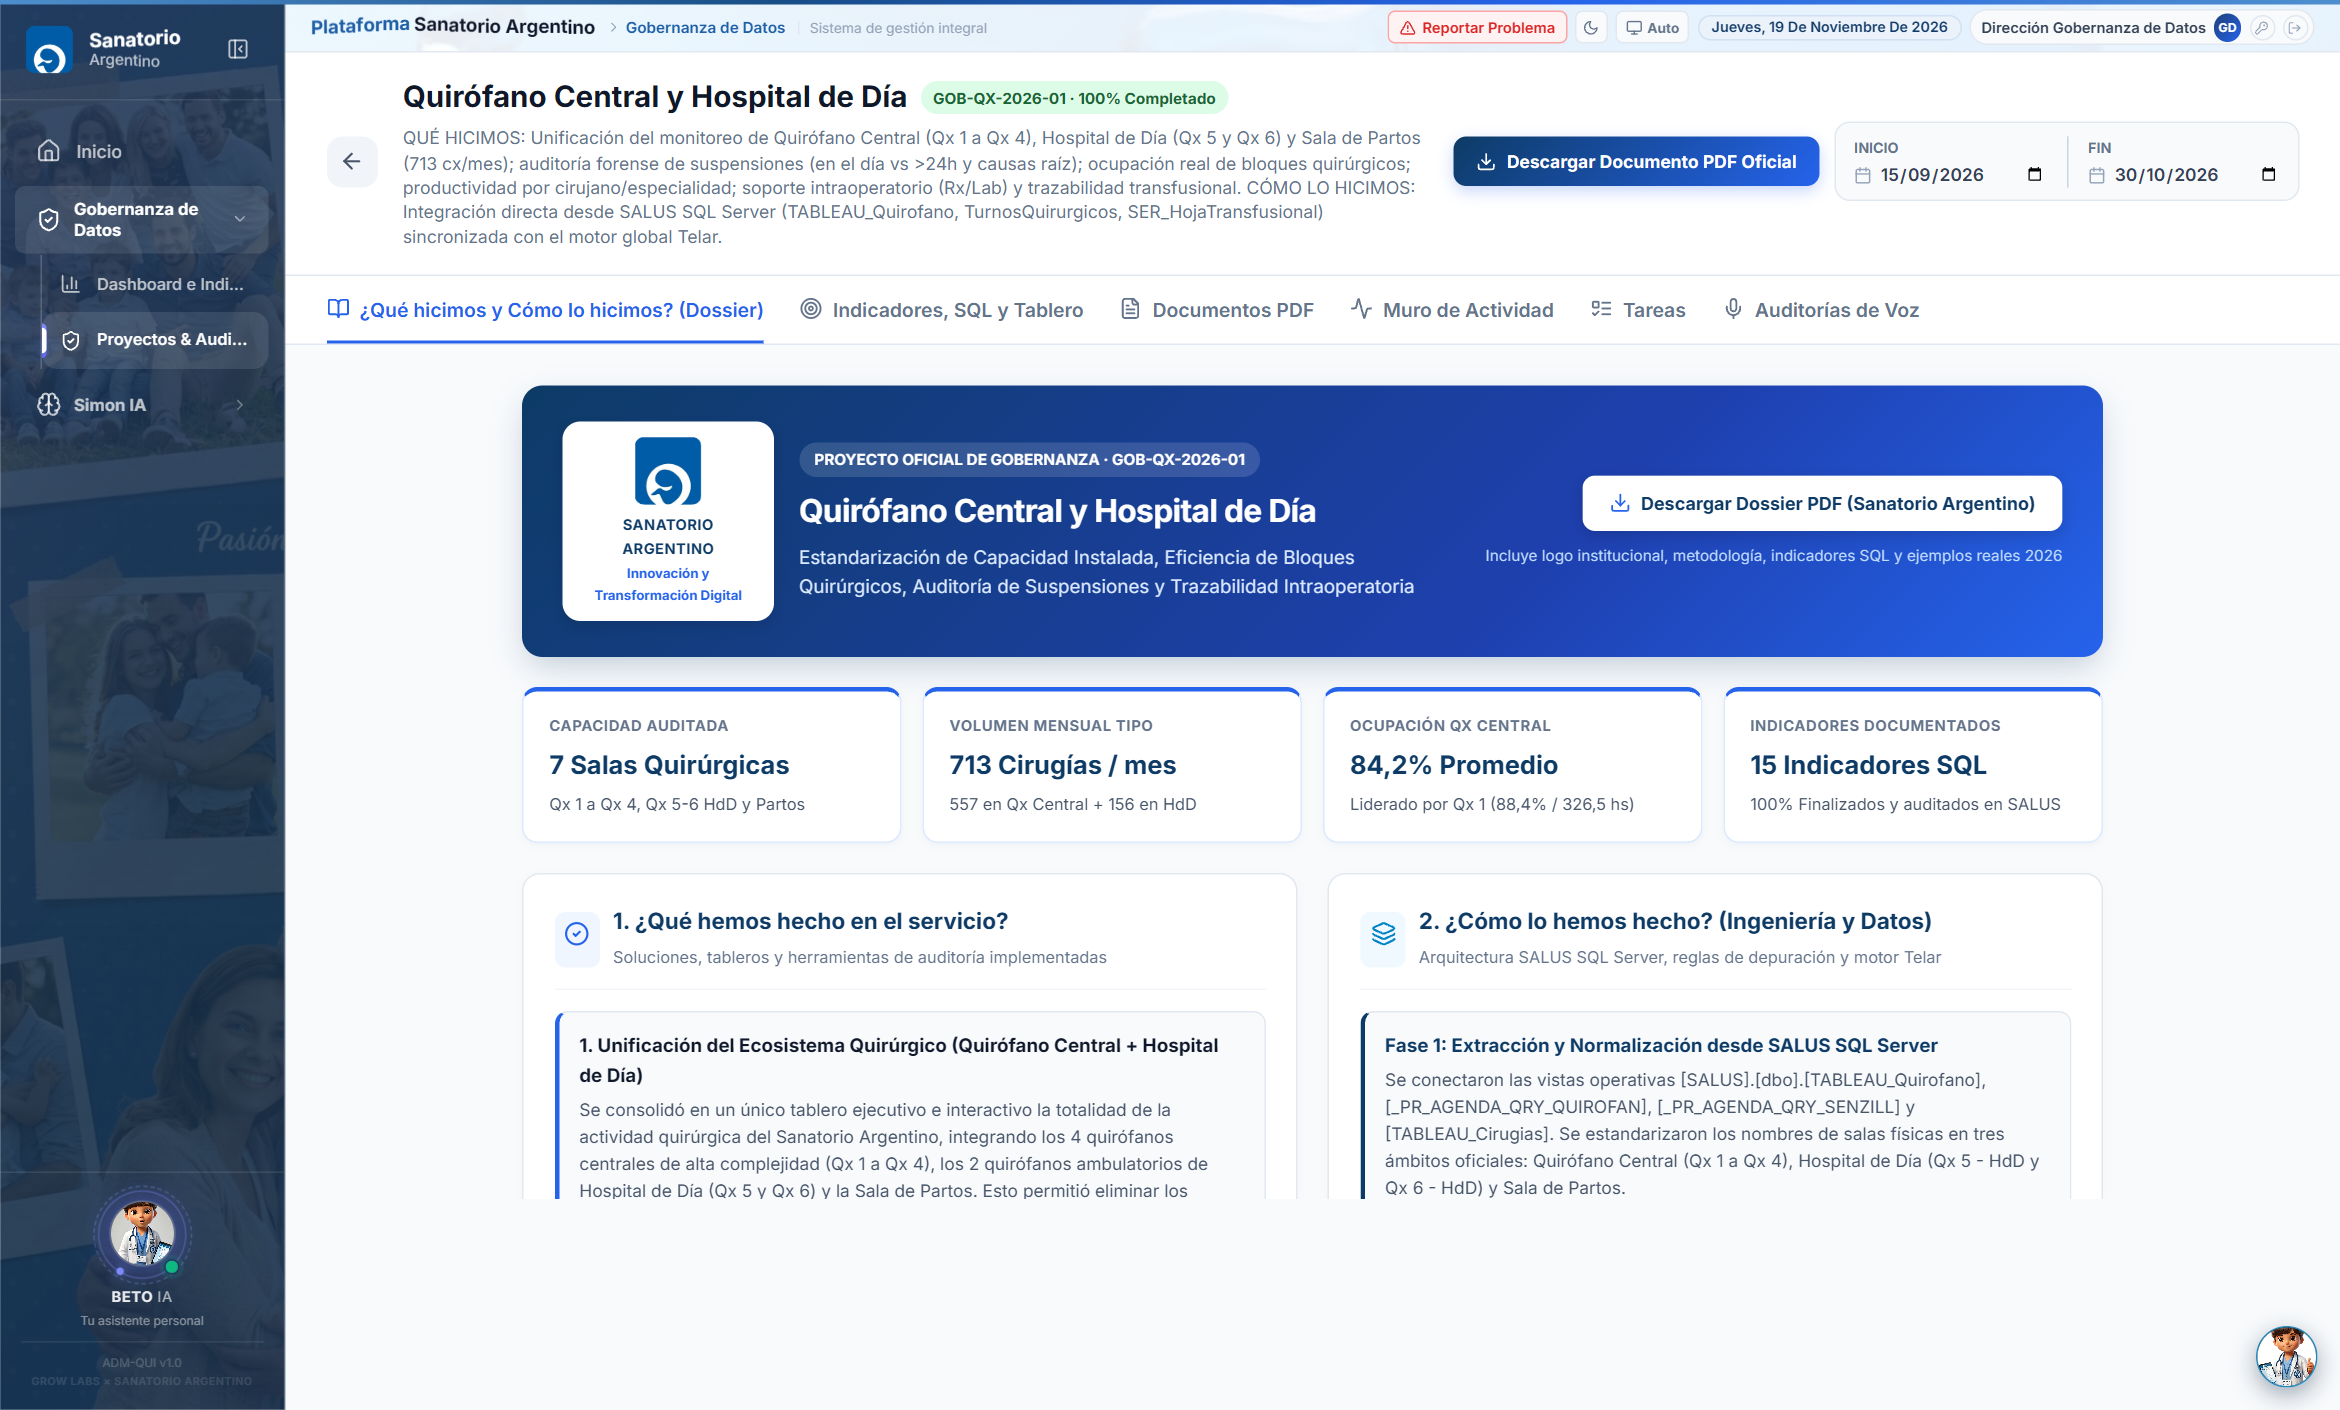 Sanatorio
Argentino
Inicio
Gobernanza de
Datos
Dashboard e Indi...
Proyectos & Audi...
Simon IA
Pasión
BETO IA
Tu asistente personal
ADM-QUI v1.0
GROW LABS × SANATORIO ARGENTINO
Plataforma Sanatorio Argentino > Gobernanza de Datos Sistema de gestión integral
Reportar Problema
Auto
Jueves, 19 De Noviembre De 2026
Dirección Gobernanza de Datos GD
Quirófano Central y Hospital de Día
GOB-QX-2026-01 · 100% Completado
QUÉ HICIMOS: Unificación del monitoreo de Quirófano Central (Qx 1 a Qx 4), Hospital de Día (Qx 5 y Qx 6) y Sala de Partos
(713 cx/mes); auditoría forense de suspensiones (en el día vs >24h y causas raíz); ocupación real de bloques quirúrgicos;
productividad por cirujano/especialidad; soporte intraoperatorio (Rx/Lab) y trazabilidad transfusional. CÓMO LO HICIMOS:
Integración directa desde SALUS SQL Server (TABLEAU_Quirofano, TurnosQuirurgicos, SER_HojaTransfusional)
sincronizada con el motor global Telar.
Descargar Documento PDF Oficial
INICIO
15/09/2026
FIN
30/10/2026
¿Qué hicimos y Cómo lo hicimos? (Dossier)
Indicadores, SQL y Tablero
Documentos PDF
Muro de Actividad
Tareas
Auditorías de Voz
SANATORIO
ARGENTINO
Innovación y
Transformación Digital
PROYECTO OFICIAL DE GOBERNANZA · GOB-QX-2026-01
Quirófano Central y Hospital de Día
Estandarización de Capacidad Instalada, Eficiencia de Bloques
Quirúrgicos, Auditoría de Suspensiones y Trazabilidad Intraoperatoria
Descargar Dossier PDF (Sanatorio Argentino)
Incluye logo institucional, metodología, indicadores SQL y ejemplos reales 2026
CAPACIDAD AUDITADA
7 Salas Quirúrgicas
Qx 1 a Qx 4, Qx 5-6 HdD y Partos
VOLUMEN MENSUAL TIPO
713 Cirugías / mes
557 en Qx Central + 156 en HdD
OCUPACIÓN QX CENTRAL
84,2% Promedio
Liderado por Qx 1 (88,4% / 326,5 hs)
INDICADORES DOCUMENTADOS
15 Indicadores SQL
100% Finalizados y auditados en SALUS
1. ¿Qué hemos hecho en el servicio?
Soluciones, tableros y herramientas de auditoría implementadas
1. Unificación del Ecosistema Quirúrgico (Quirófano Central + Hospital
de Día)
Se consolidó en un único tablero ejecutivo e interactivo la totalidad de la
actividad quirúrgica del Sanatorio Argentino, integrando los 4 quirófanos
centrales de alta complejidad (Qx 1 a Qx 4), los 2 quirófanos ambulatorios de
Hospital de Día (Qx 5 y Qx 6) y la Sala de Partos. Esto permitió eliminar los
2. ¿Cómo lo hemos hecho? (Ingeniería y Datos)
Arquitectura SALUS SQL Server, reglas de depuración y motor Telar
Fase 1: Extracción y Normalización desde SALUS SQL Server
Se conectaron las vistas operativas [SALUS].[dbo].[TABLEAU_Quirofano],
[_PR_AGENDA_QRY_QUIROFAN], [_PR_AGENDA_QRY_SENZILL] y
[TABLEAU_Cirugias]. Se estandarizaron los nombres de salas físicas en tres
ámbitos oficiales: Quirófano Central (Qx 1 a Qx 4), Hospital de Día (Qx 5 - HdD y
Qx 6 - HdD) y Sala de Partos.